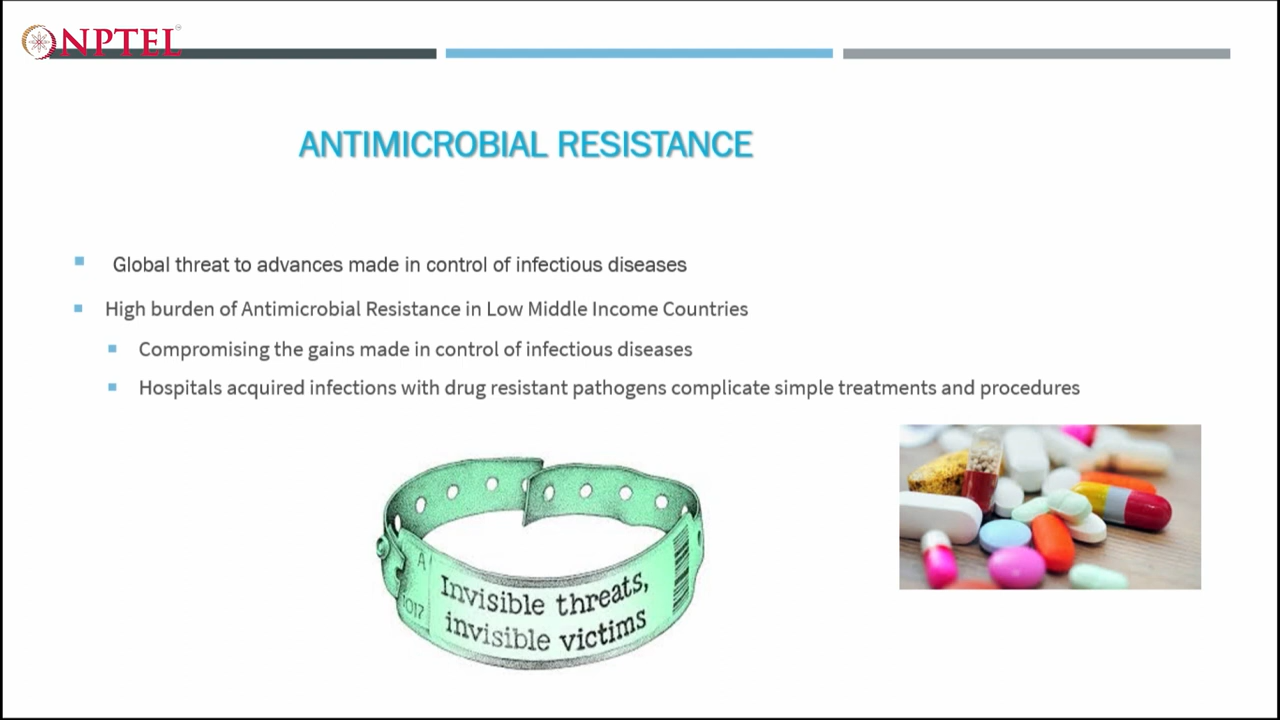 NPTEL
ANTIMICROBIAL RESISTANCE
Global threat to advances made in control of infectious diseases
High burden of Antimicrobial Resistance in Low Middle Income Countries
Compromising the gains made in control of infectious diseases
Hospitals acquired infections with drug resistant pathogens complicate simple treatments and procedures
Invisible threats,
invisible victims